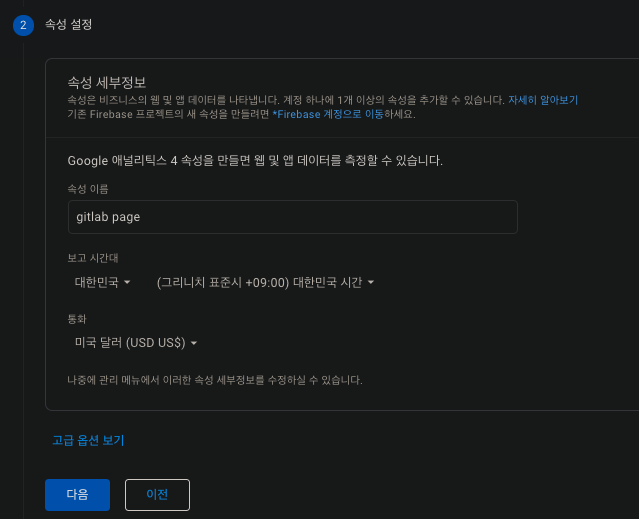 2 속성 설정
속성 세부정보
속성은 비즈니스의 웹 및 앱 데이터를 나타냅니다. 계정 하나에 1개 이상의 속성을 추가할 수 있습니다. 자세히 알아보기
기존 Firebase 프로젝트의 새 속성을 만들려면 *Firebase 계정으로 이동하세요.
Google 애널리틱스 4 속성을 만들면 웹 및 앱 데이터를 측정할 수 있습니다.
속성 이름
gitlab page
보고 시간대
대한민국 (그리니치 표준시 +09:00) 대한민국 시간
통화
미국 달러 (USD US$)
나중에 관리 메뉴에서 이러한 속성 세부정보를 수정하실 수 있습니다.
고급 옵션 보기
다음 이전